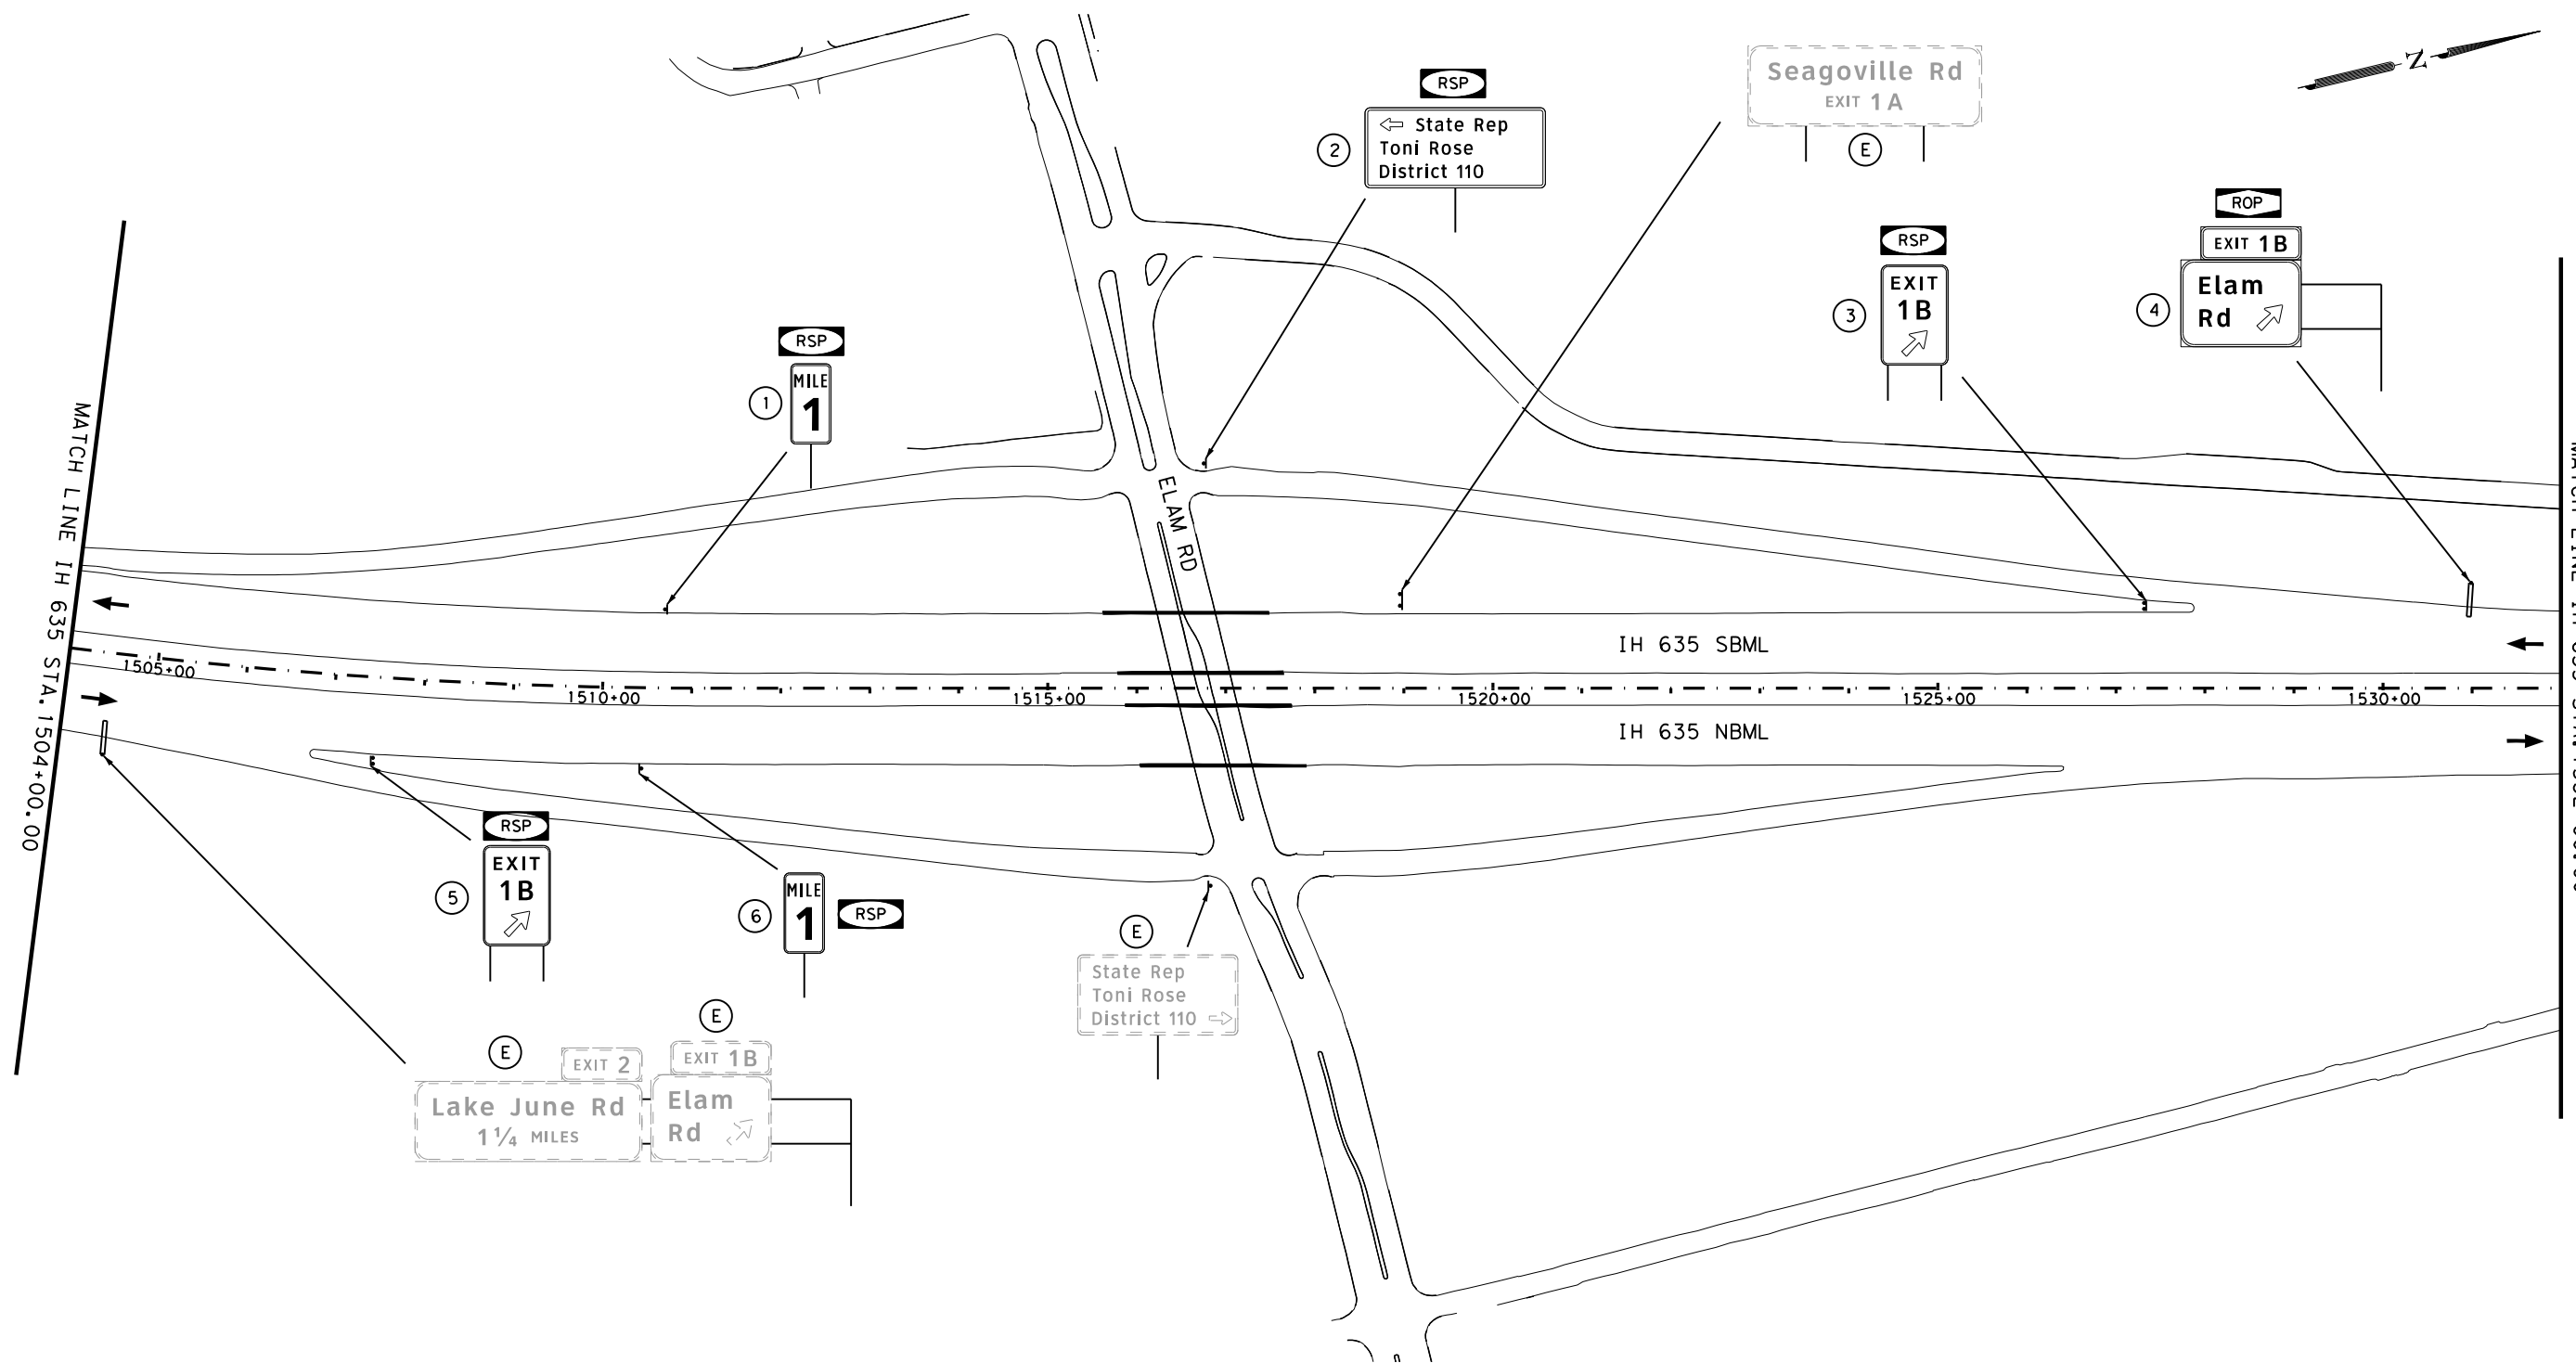 N
RSP
← State Rep
Toni Rose
District 110
2
Seagoville Rd
EXIT 1A
E
ROP
EXIT 1B
Elam
Rd
4
RSP
EXIT
1B
3
RSP
MILE
1
1
ELAM RD
MATCH LINE IH 635 STA. 1504+00.00
IH 635 SBML
1505+00
1510+00
1515+00
1520+00
1525+00
1530+00
IH 635 NBML
RSP
EXIT
1B
5
MILE
1
6
RSP
E
State Rep
Toni Rose
District 110 →
E
E
EXIT 2
EXIT 1B
Lake June Rd
1 1/4 MILES
Elam
Rd